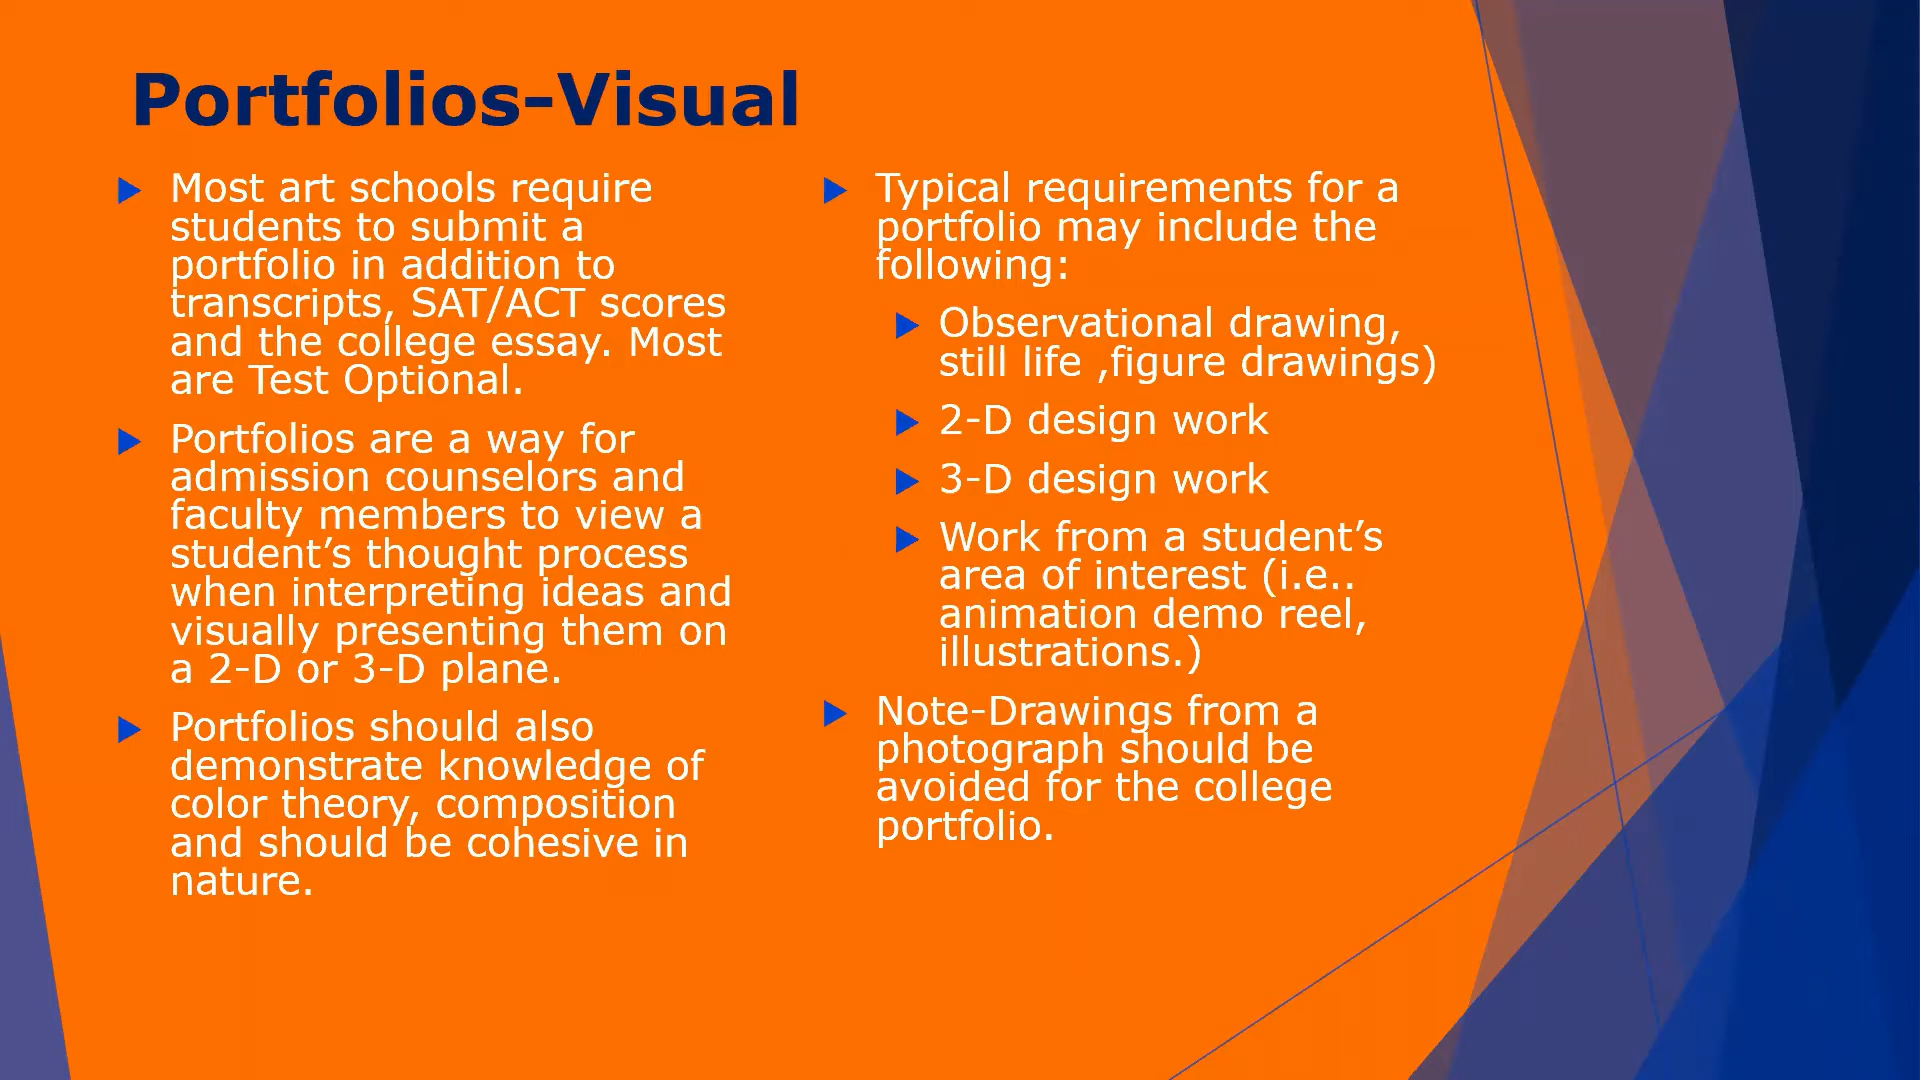 Portfolios-Visual
Most art schools require
students to submit a
portfolio in addition to
transcripts, SAT/ACT scores
and the college essay. Most
are Test Optional.
Portfolios are a way for
admission counselors and
faculty members to view a
student’s thought process
when interpreting ideas and
visually presenting them on
a 2-D or 3-D plane.
Portfolios should also
demonstrate knowledge of
color theory, composition
and should be cohesive in
nature.
Typical requirements for a
portfolio may include the
following:
Observational drawing,
still life ,figure drawings)
2-D design work
3-D design work
Work from a student’s
area of interest (i.e..
animation demo reel,
illustrations.)
Note-Drawings from a
photograph should be
avoided for the college
portfolio.